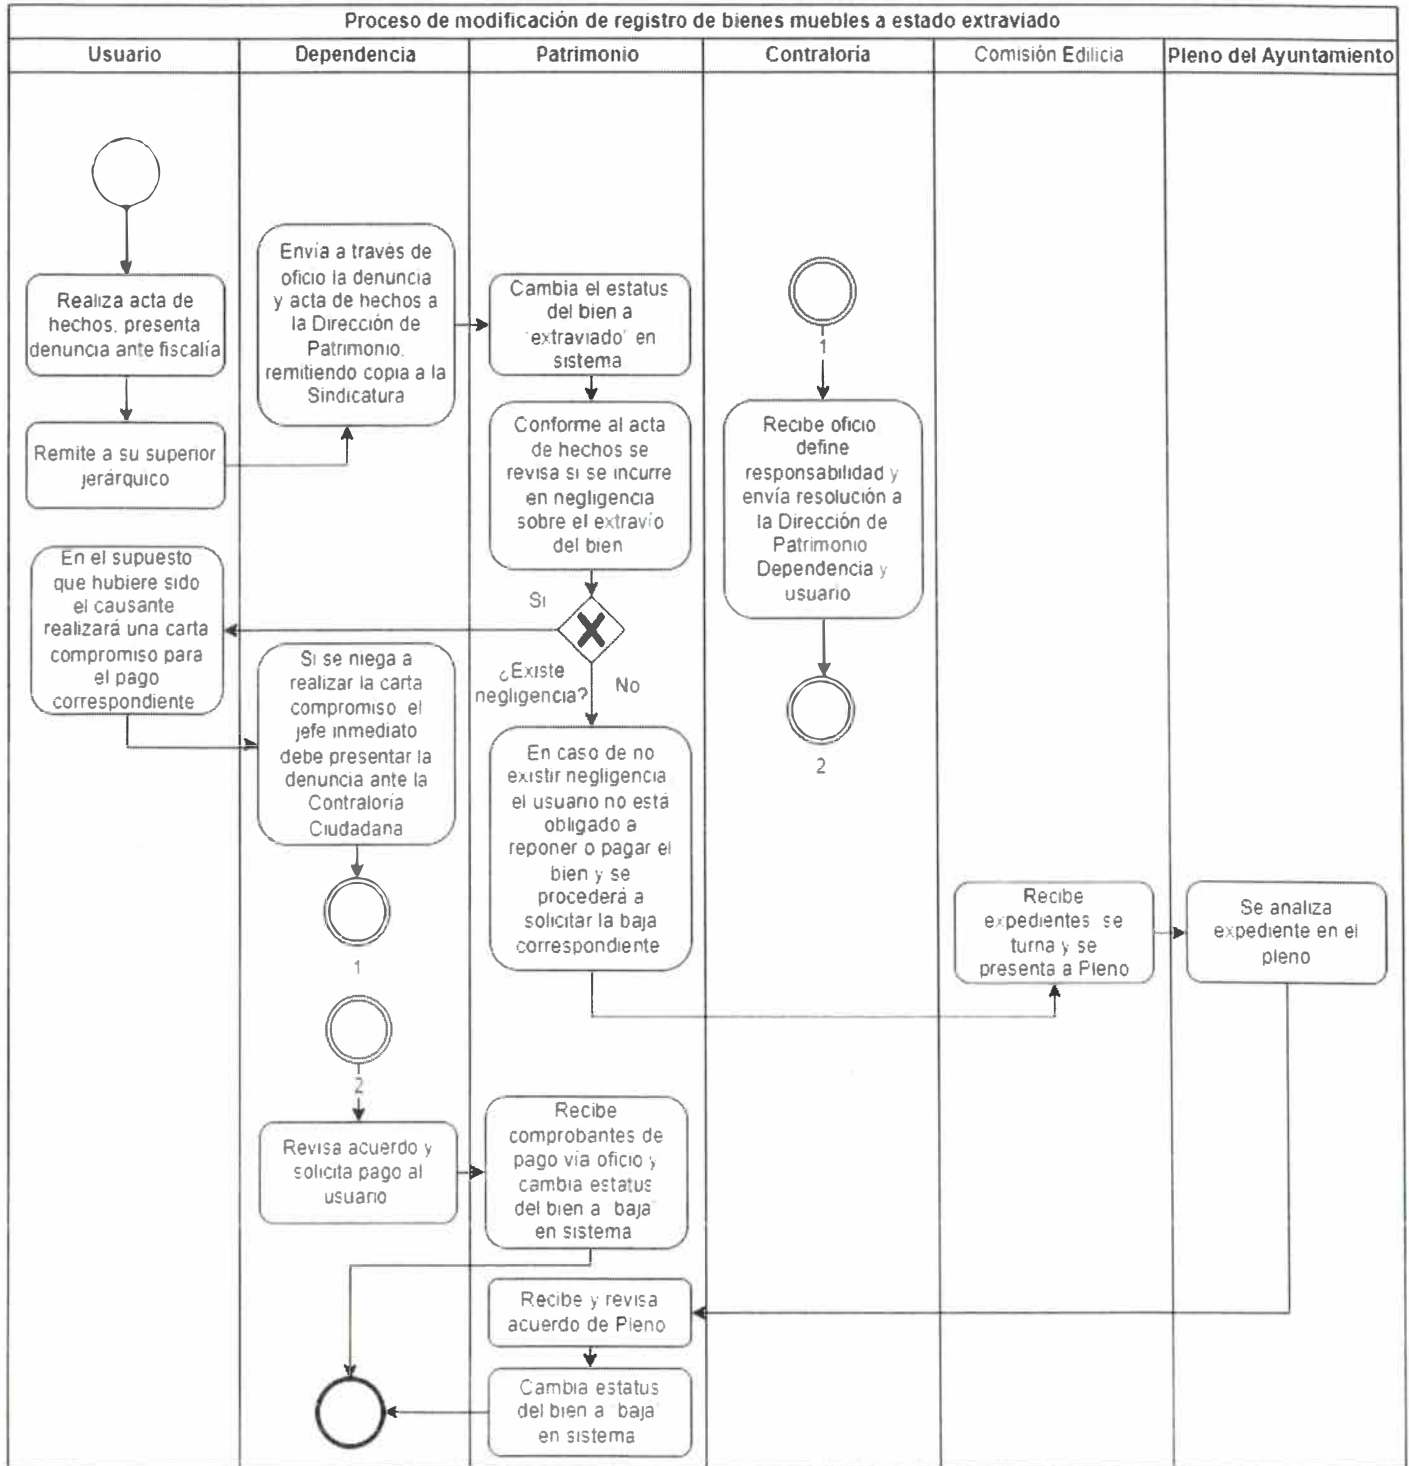 Proceso de modificación de registro de bienes muebles a estado extraviado
Usuario
Dependencia
Patrimonio
Contraloría
Comisión Edilicia
Pleno del Ayuntamiento
Realiza acta de
hechos, presenta
denuncia ante fiscalía
Remite a su superior
jerárquico
Envía a través de
oficio la denuncia
y acta de hechos a
la Dirección de
Patrimonio,
remitiendo copia a la
Sindicatura
Cambia el estatus
del bien a
"extraviado" en
sistema
Conforme al acta
de hechos se
revisa si se incurre
en negligencia
sobre el extravío
del bien
Si
¿Existe
negligencia?
No
En el supuesto
que hubiere sido
el causante
realizará una carta
compromiso para
el pago
correspondiente
Si se niega a
realizar la carta
compromiso el
jefe inmediato
debe presentar la
denuncia ante la
Contraloría
Ciudadana
1
En caso de no
existir negligencia
el usuario no está
obligado a
reponer o pagar el
bien y se
procederá a
solicitar la baja
correspondiente
1
Recibe oficio
define
responsabilidad y
envía resolución a
la Dirección de
Patrimonio
Dependencia y
usuario
2
Recibe
expedientes se
turna y se
presenta a Pleno
Se analiza
expediente en el
pleno
2
Revisa acuerdo y
solicita pago al
usuario
Recibe
comprobantes de
pago vía oficio y
cambia estatus
del bien a "baja"
en sistema
Recibe y revisa
acuerdo de Pleno
Cambia estatus
del bien a "baja"
en sistema